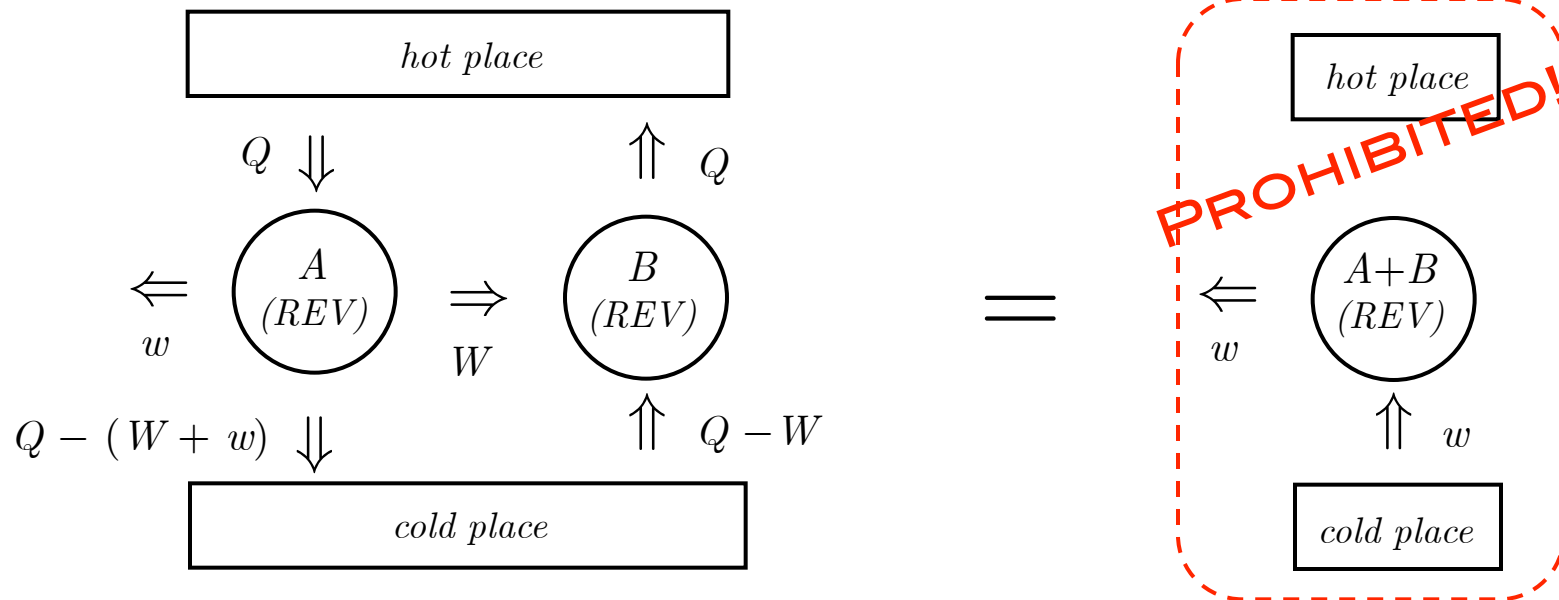 hot place
Q
Q
A
(REV)
B
(REV)
w
W
Q − (W + w)
Q − W
cold place
=
hot place
PROHIBITED!
A+B
(REV)
w
w
cold place